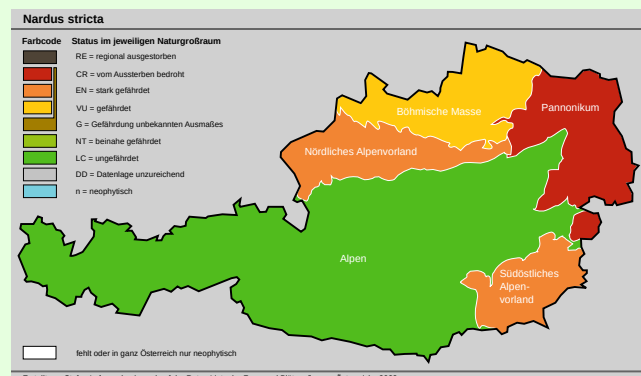 Nardus stricta
Farbcode Status im jeweiligen Naturgroßraum
RE = regional ausgestorben
CR = vom Aussterben bedroht
EN = stark gefährdet
VU = gefährdet
G = Gefährdung unbekannten Ausmaßes
NT = beinahe gefährdet
LC = ungefährdet
DD = Datenlage unzureichend
n = neophytisch
Böhmische Masse
Pannonikum
Nördliches Alpenvorland
Alpen
Südöstliches
Alpen-
vorland
fehlt oder in ganz Österreich nur neophytisch